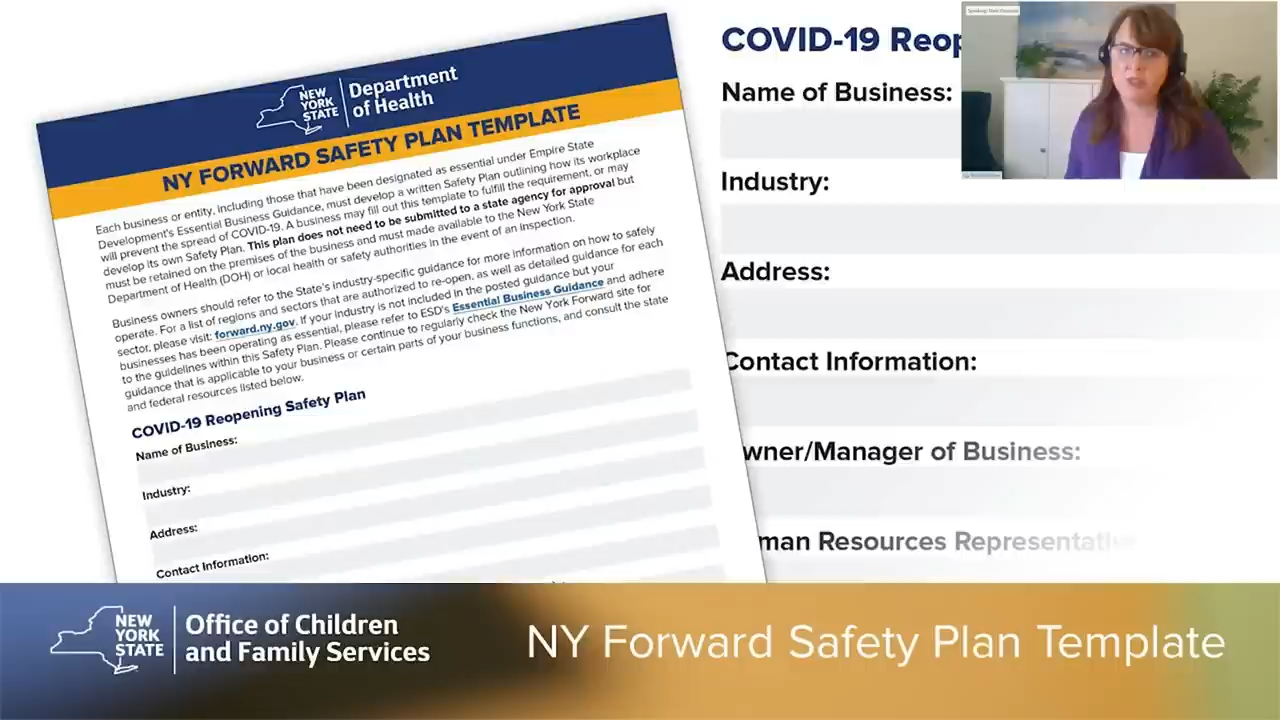 NEW
YORK
STATE
Department
of Health
NY FORWARD SAFETY PLAN TEMPLATE
Each business or entity, including those that have been designated as essential under Empire State
Development's Essential Business Guidance, must develop a written Safety Plan outlining how its workplace
will prevent the spread of COVID-19. A business may fill out this template to fulfill the requirement, or may
develop its own Safety Plan. This plan does not need to be submitted to a state agency for approval but
must be retained on the premises of the business and must made available to the New York State
Department of Health (DOH) or local health or safety authorities in the event of an inspection.
Business owners should refer to the State's industry-specific guidance for more information on how to safely
operate. For a list of regions and sectors that are authorized to re-open, as well as detailed guidance for each
sector, please visit: forward.ny.gov. If your industry is not included in the posted guidance but your
businesses has been operating as essential, please refer to ESD's Essential Business Guidance and adhere
to the guidelines within this Safety Plan. Please continue to regularly check the New York Forward site for
guidance that is applicable to your business or certain parts of your business functions, and consult the state
and federal resources listed below.
COVID-19 Reopening Safety Plan
Name of Business:
Industry:
Address:
Contact Information:
COVID-19 Reop
Name of Business:
Industry:
Address:
Contact Information:
wner/Manager of Business:
man Resources Representati
NEW
YORK
STATE
Office of Children
and Family Services
NY Forward Safety Plan Template